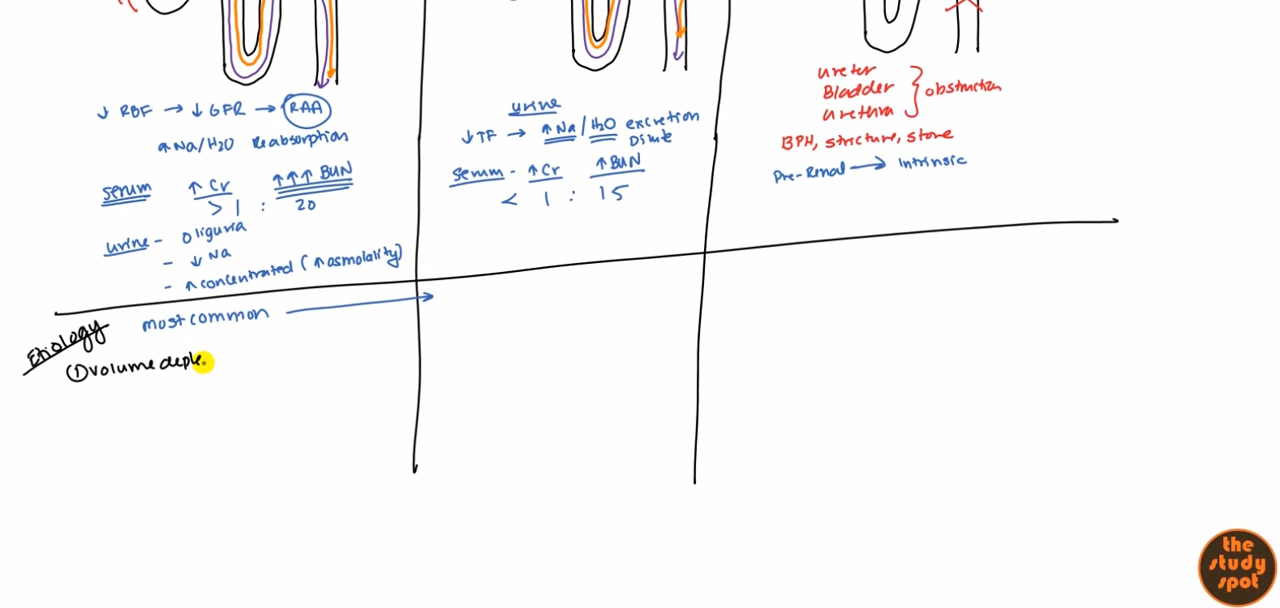 ↓ RBF → ↓ GFR → RAA
↑ Na/H2O Reabsorption
serum ↑ Cr ↑↑↑ BUN
> 1 : 20
urine - oliguria
- ↓ Na
- ↑ concentrated (↑ osmolality)
urine
↓ TF → ↑ Na/H2O excretion
Dilute
serum - ↑ Cr ↑ BUN
< 1 : 15
ureter
Bladder
urethra
} obstruction
BPH, stricture, stone
Pre-Renal → Intrinsic
Etiology most common →
① volume deple
the
study
spot